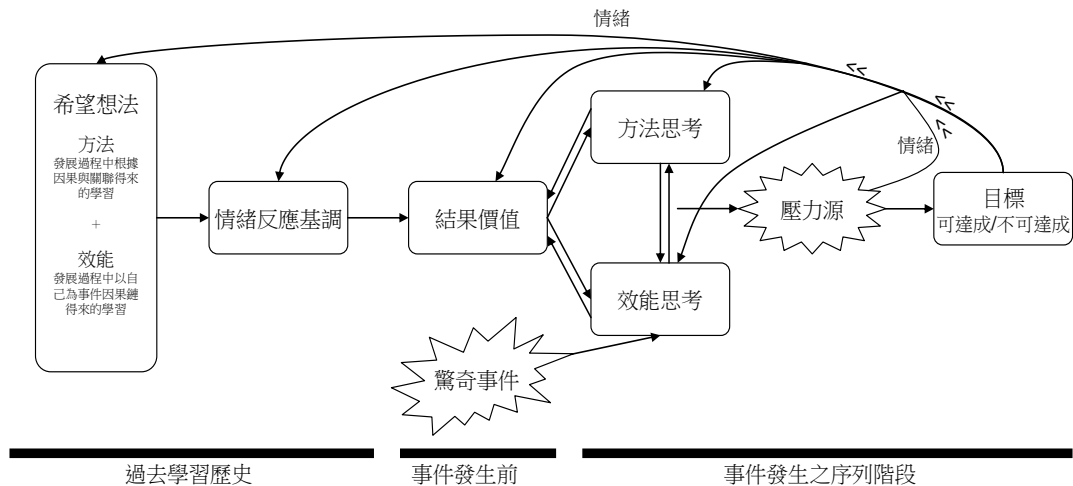 情緒
希望想法
方法
發展過程中根據
因果與關聯得來
的學習
+
效能
發展過程中以自
己為事件因果鏈
得來的學習
情緒反應基調
結果價值
方法思考
效能思考
驚奇事件
壓力源
情緒
目標
可達成/不可達成
過去學習歷史
事件發生前
事件發生之序列階段